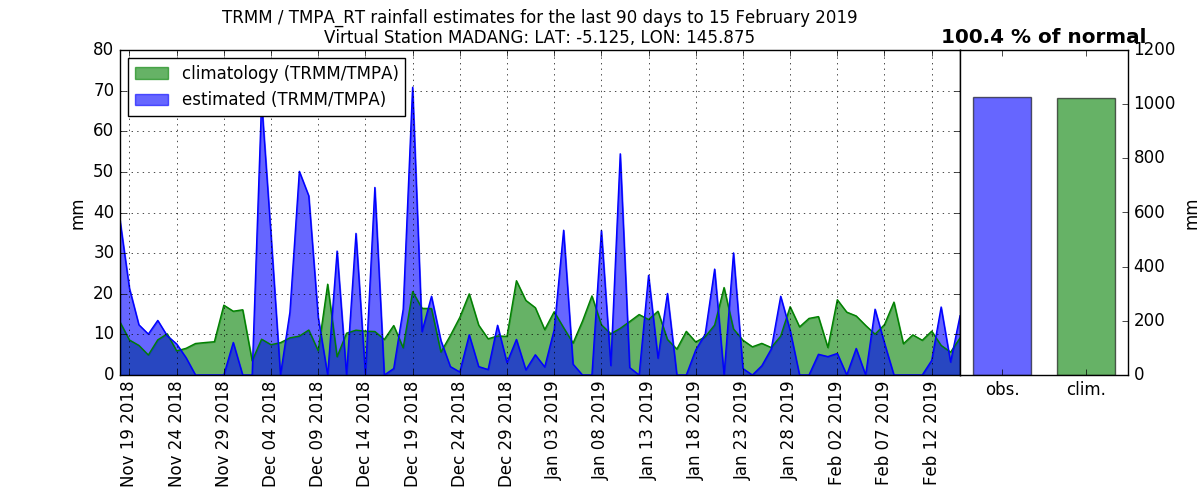 TRMM / TMPA_RT rainfall estimates for the last 90 days to 15 February 2019
Virtual Station MADANG: LAT: -5.125, LON: 145.875
100.4 % of normal
climatology (TRMM/TMPA)
estimated (TRMM/TMPA)
80
70
60
50
40
30
20
10
0
mm
Nov 19 2018
Nov 24 2018
Nov 29 2018
Dec 04 2018
Dec 09 2018
Dec 14 2018
Dec 19 2018
Dec 24 2018
Dec 29 2018
Jan 03 2019
Jan 08 2019
Jan 13 2019
Jan 18 2019
Jan 23 2019
Jan 28 2019
Feb 02 2019
Feb 07 2019
Feb 12 2019
1200
1000
800
600
400
200
0
mm
obs.
clim.